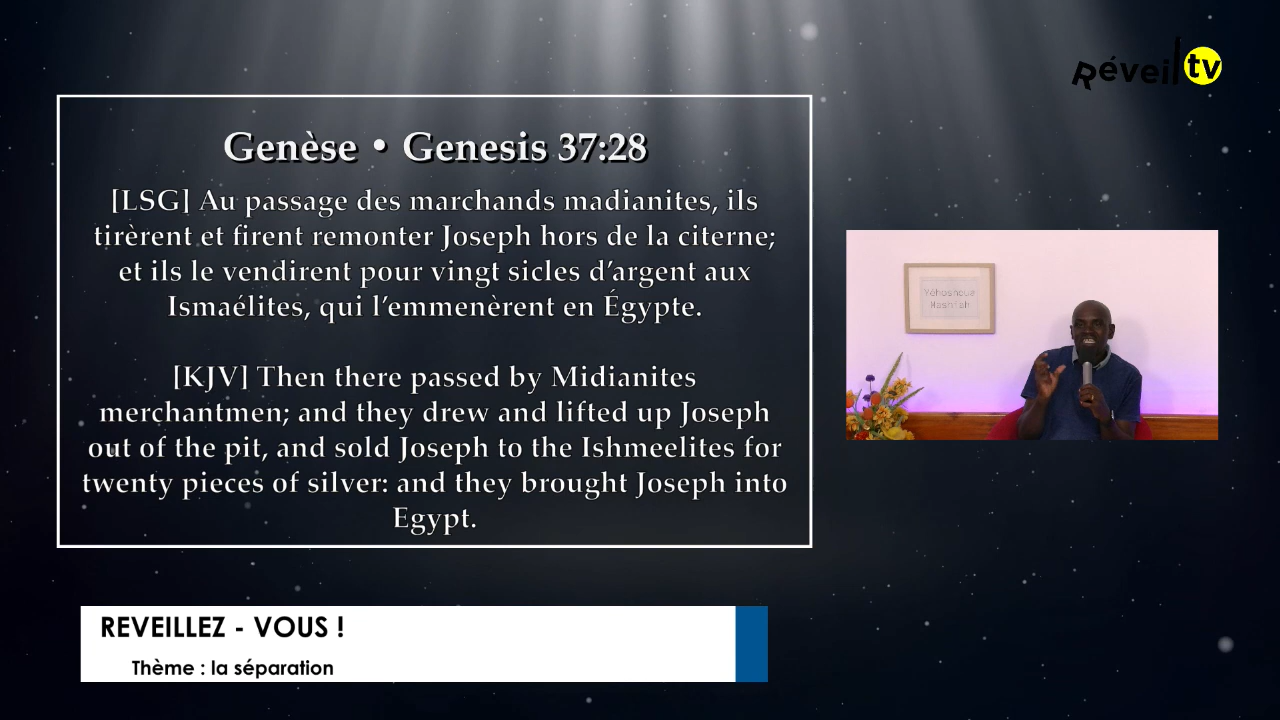 Réveil tv
Genèse • Genesis 37:28
[LSG] Au passage des marchands madianites, ils
tirèrent et firent remonter Joseph hors de la citerne;
et ils le vendirent pour vingt sicles d’argent aux
Ismaélites, qui l’emmenèrent en Égypte.
[KJV] Then there passed by Midianites
merchantmen; and they drew and lifted up Joseph
out of the pit, and sold Joseph to the Ishmeelites for
twenty pieces of silver: and they brought Joseph into
Egypt.
Yéhoshoua
Mashiah
REVEILLEZ - VOUS !
Thème : la séparation